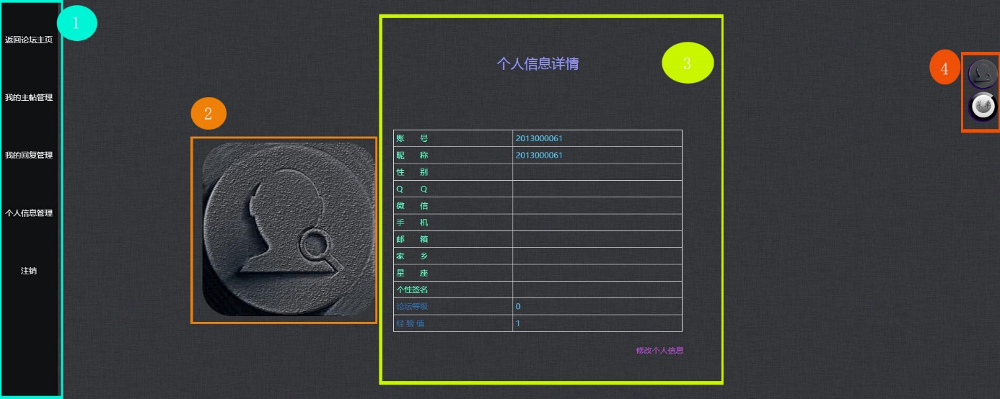 1
返回论坛主页
我的主帖管理
我的回复管理
个人信息管理
注销
2
3
个人信息详情
账 号 2013000061
昵 称 2013000061
性 别
Q Q
微 信
手 机
邮 箱
家 乡
星 座
个性签名
论坛等级 0
经 验 值 1
修改个人信息
4